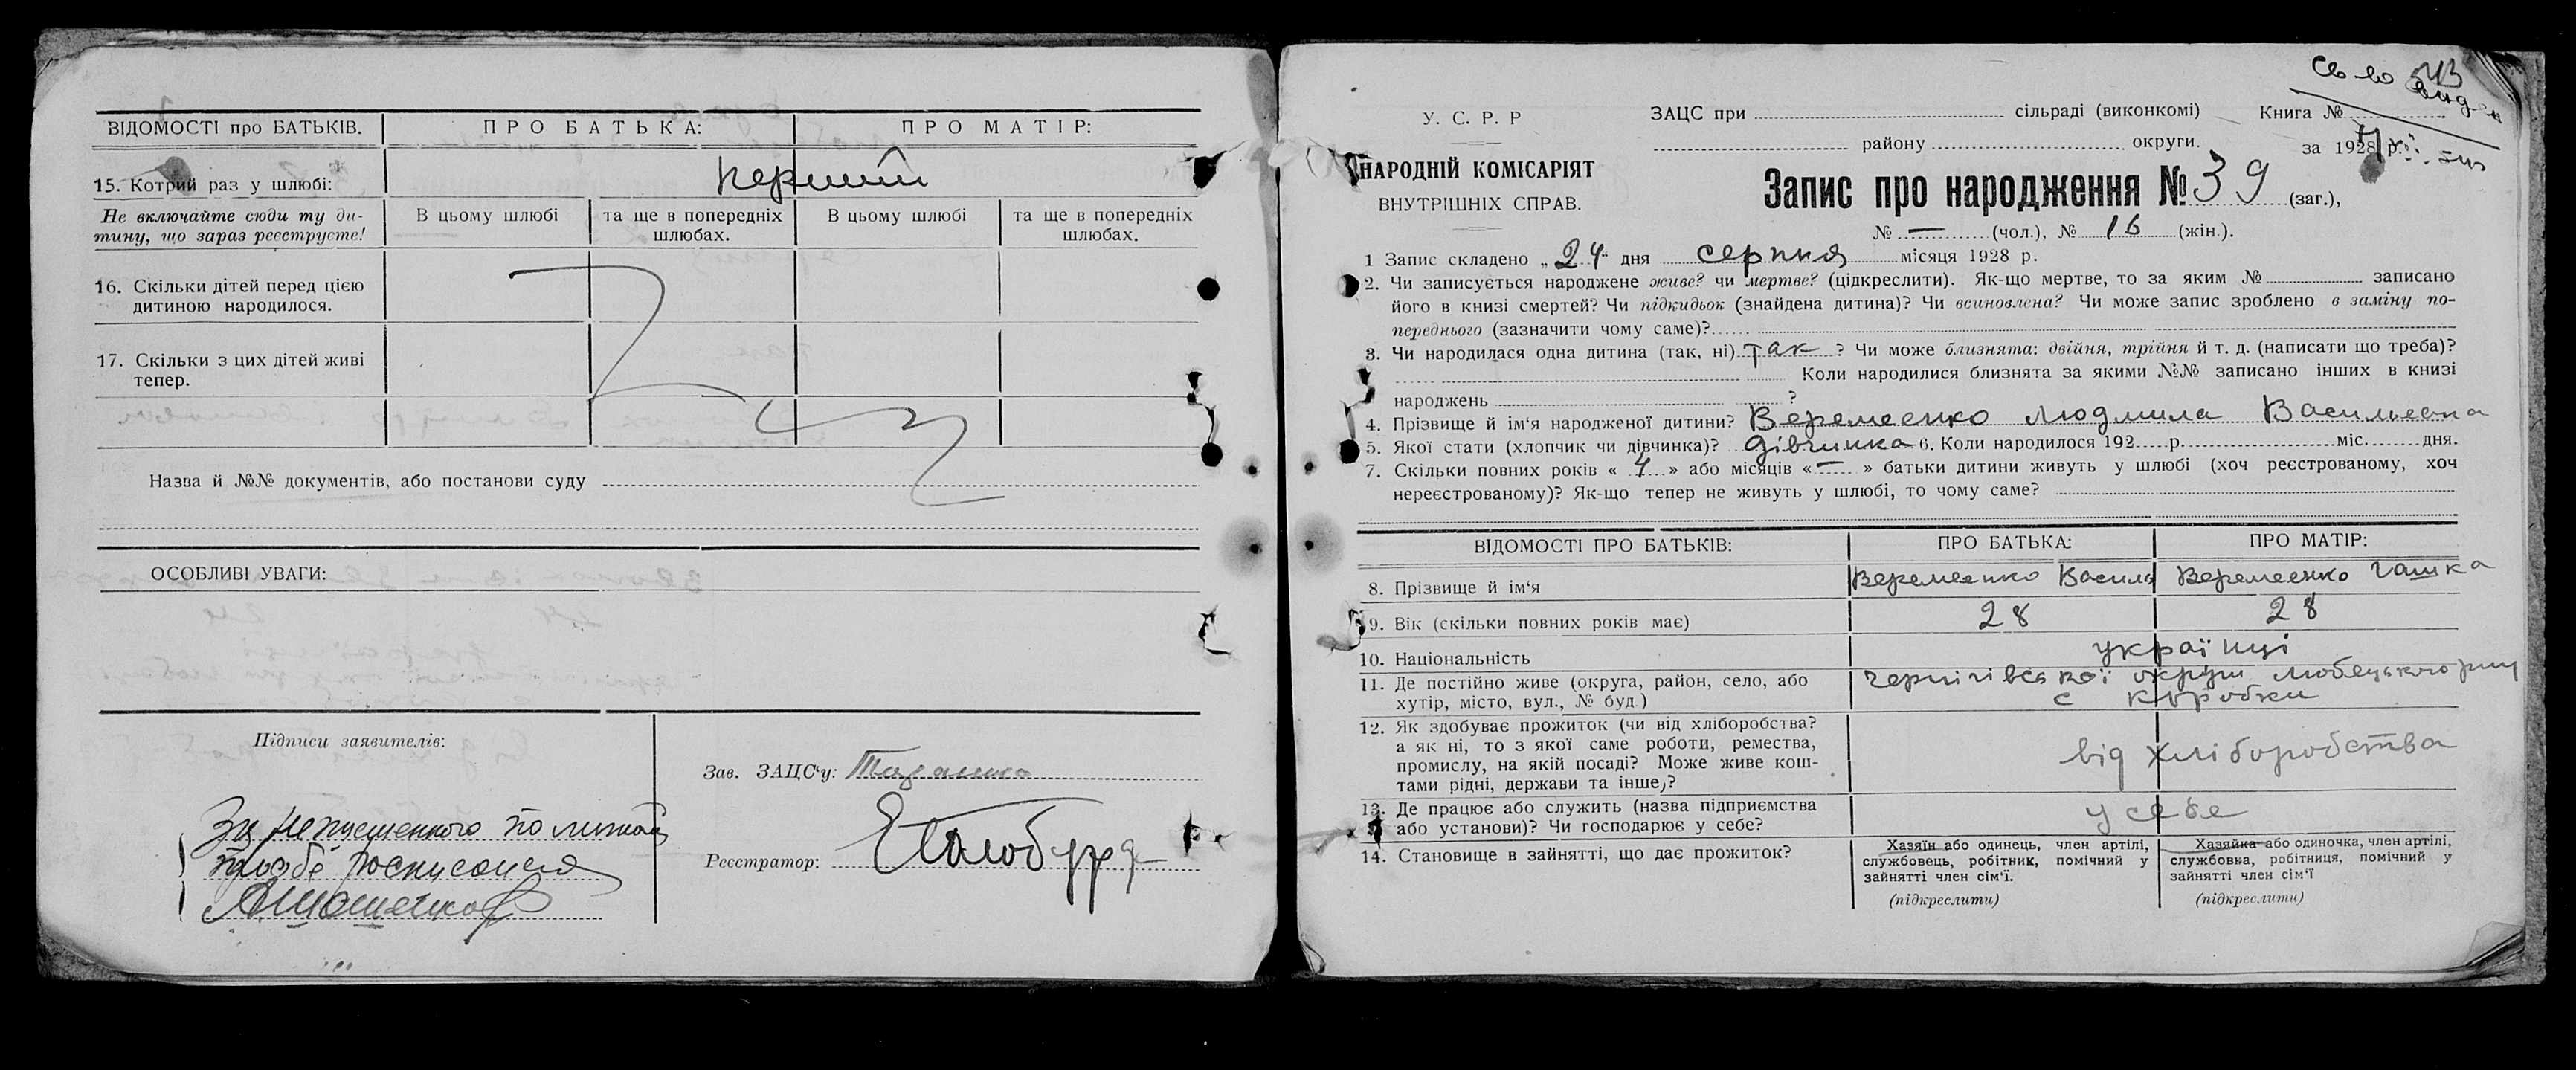 ВІДОМОСТІ про БАТЬКІВ.
ПРО БАТЬКА:
ПРО МАТІР:
15. Котрий раз у шлюбі:
перший
Не включайте сюди ту ди-
тину, що зараз реєструєте!
В цьому шлюбі
та ще в попередніх
шлюбах.
В цьому шлюбі
та ще в попередніх
шлюбах.
16. Скільки дітей перед цією
дитиною народилося.
17. Скільки з цих дітей живі
тепер.
Назва й №№ документів, або постанови суду
ОСОБЛИВІ УВАГИ:
Підписи заявителів:
Зав. ЗАЦС'у:
Реєстратор:
У. С. Р. Р
НАРОДНІЙ КОМІСАРІЯТ
ВНУТРІШНІХ СПРАВ.
ЗАЦС при сільраді (виконкомі)
району округи.
Св во
Книга №
за 1928 р.
Запис про народження № 39 (заг.),
№ — (чол.), № 16 (жін.).
1 Запис складено „24“ дня серпня місяця 1928 р.
2. Чи записується народжене живе? чи мертве? (підкреслити). Як-що мертве, то за яким № записано
його в книзі смертей? Чи підкидьок (знайдена дитина)? Чи всиновлена? Чи може запис зроблено в заміну по-
переднього (зазначити чому саме)?
3. Чи народилася одна дитина (так, ні) так ? Чи може близнята: двійня, трійня й т. д. (написати що треба)?
Коли народилися близнята за якими №№ записано інших в книзі
народжень ?
4. Прізвище й ім'я народженої дитини? Веремеенко Людмила Васильевна
5. Якої стати (хлопчик чи дівчинка)? дівчинка 6. Коли народилося 192 р. міс. дня.
7. Скільки повних років « 4 » або місяців « — » батьки дитини живуть у шлюбі (хоч реєстрованому, хоч
нереєстрованому)? Як-що тепер не живуть у шлюбі, то чому саме?
ВІДОМОСТІ ПРО БАТЬКІВ:
ПРО БАТЬКА:
ПРО МАТІР:
8. Прізвище й ім'я
Веремеенко Василь
Веремеенко Гашка
9. Вік (скільки повних років має)
28
28
10. Національність
українці
11. Де постійно живе (округа, район, село, або
хутір, місто, вул., № буд.)
Чернігівської округи Любецького
с Коробки
12. Як здобуває прожиток (чи від хліборобства?
а як ні, то з якої саме роботи, ремества,
промислу, на якій посаді? Може живе кош-
тами рідні, держави та інше)?
від хліборобства
13. Де працює або служить (назва підприємства
або установи)? Чи господарює у себе?
у себе
14. Становище в зайнятті, що дає прожиток?
Хазяїн або одинець, член артілі,
службовець, робітник, помічний у
зайнятті член сім'ї.
(підкреслити)
Хазяйка або одиночка, член артілі,
службовка, робітниця, помічний у
зайнятті член сім'ї
(підкреслити)